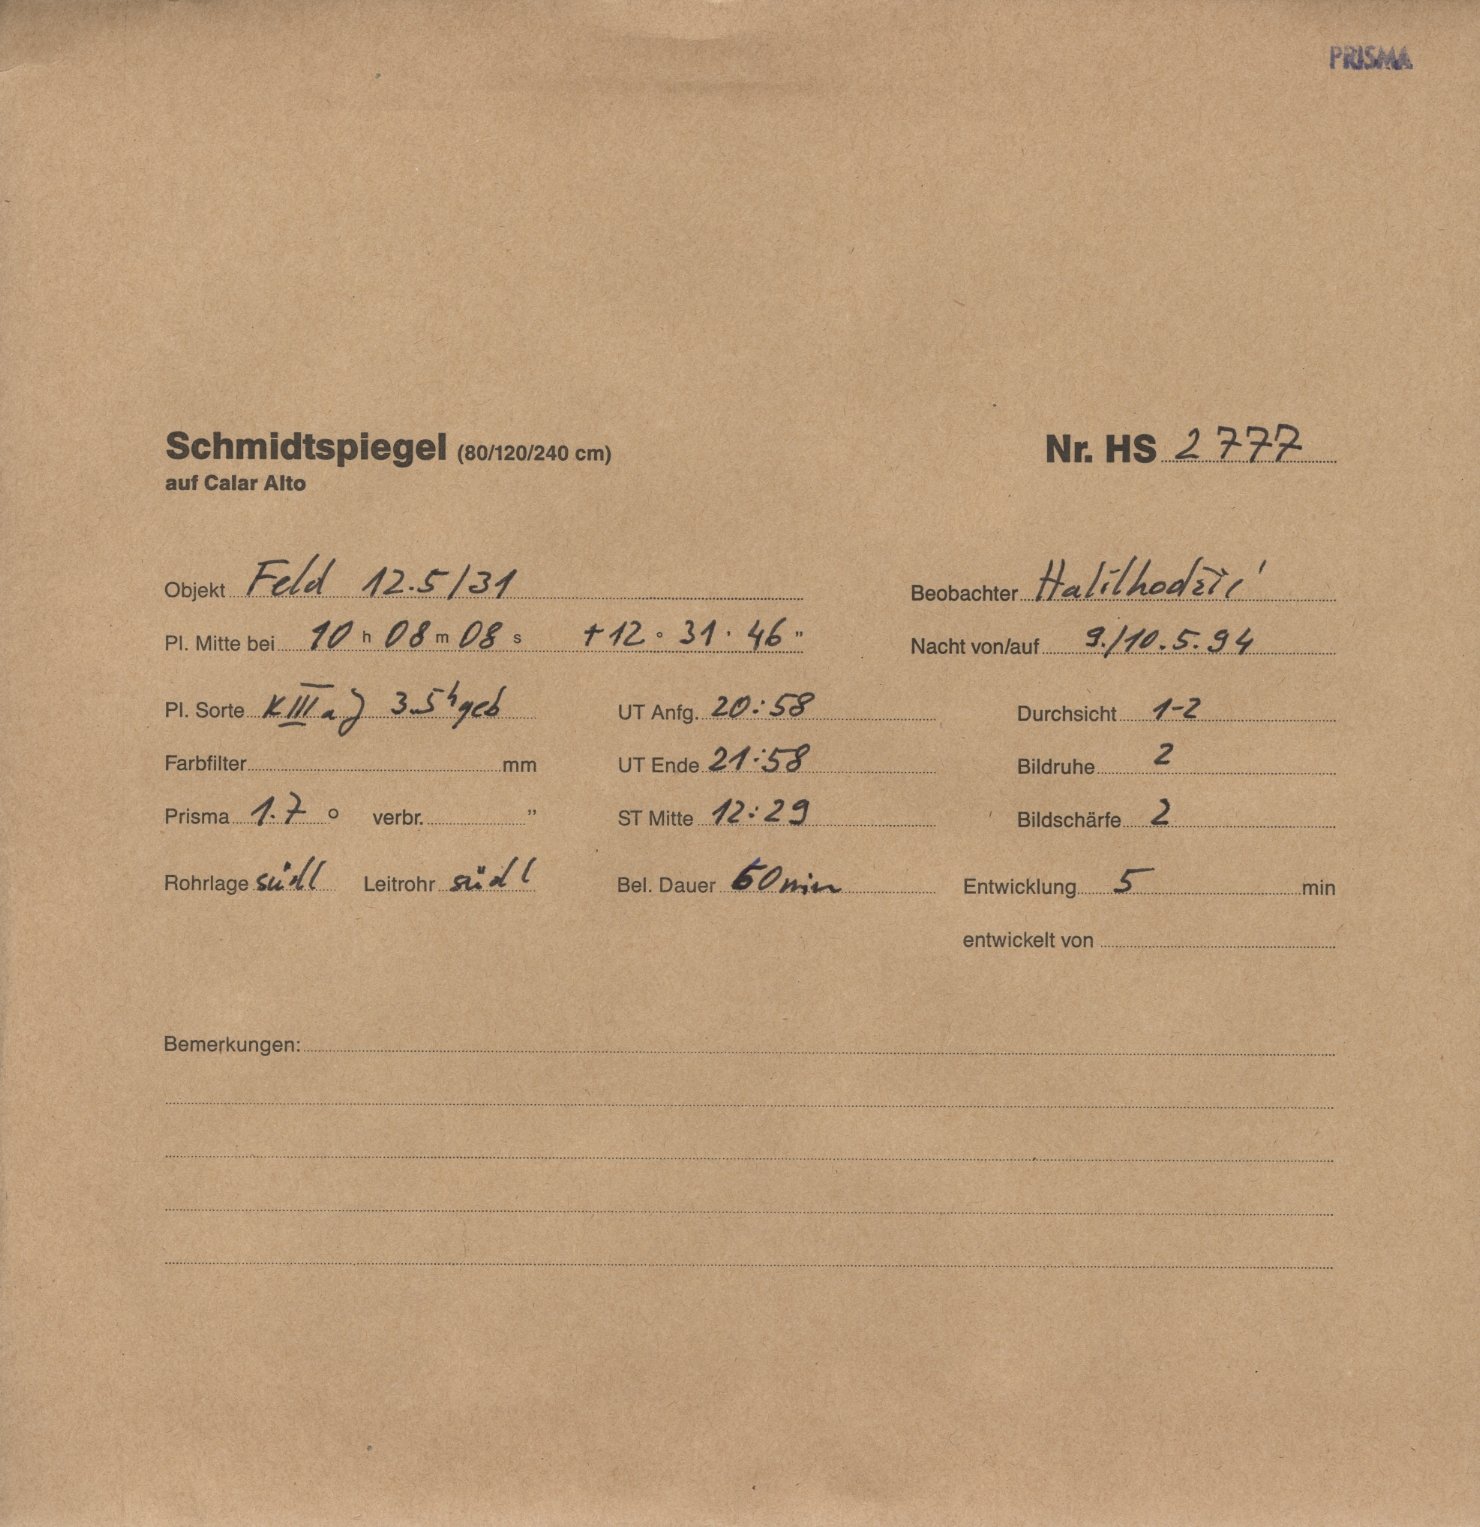 PRISMA
Schmidtspiegel (80/120/240 cm) Nr. HS 2777
auf Calar Alto
Objekt Feld 12.5/31 Beobachter Halilhodžić
Pl. Mitte bei 10 h 08 m 08 s +12 ° 31 ' 46 " Nacht von/auf 9./10.5.94
Pl. Sorte KIIIaJ 3.5h geb UT Anfg. 20:58 Durchsicht 1-2
Farbfilter mm UT Ende 21:58 Bildruhe 2
Prisma 1.7 ° verbr. " ST Mitte 12:29 Bildschärfe 2
Rohrlage südl Leitrohr südl Bel. Dauer 60min Entwicklung 5 min
entwickelt von
Bemerkungen: